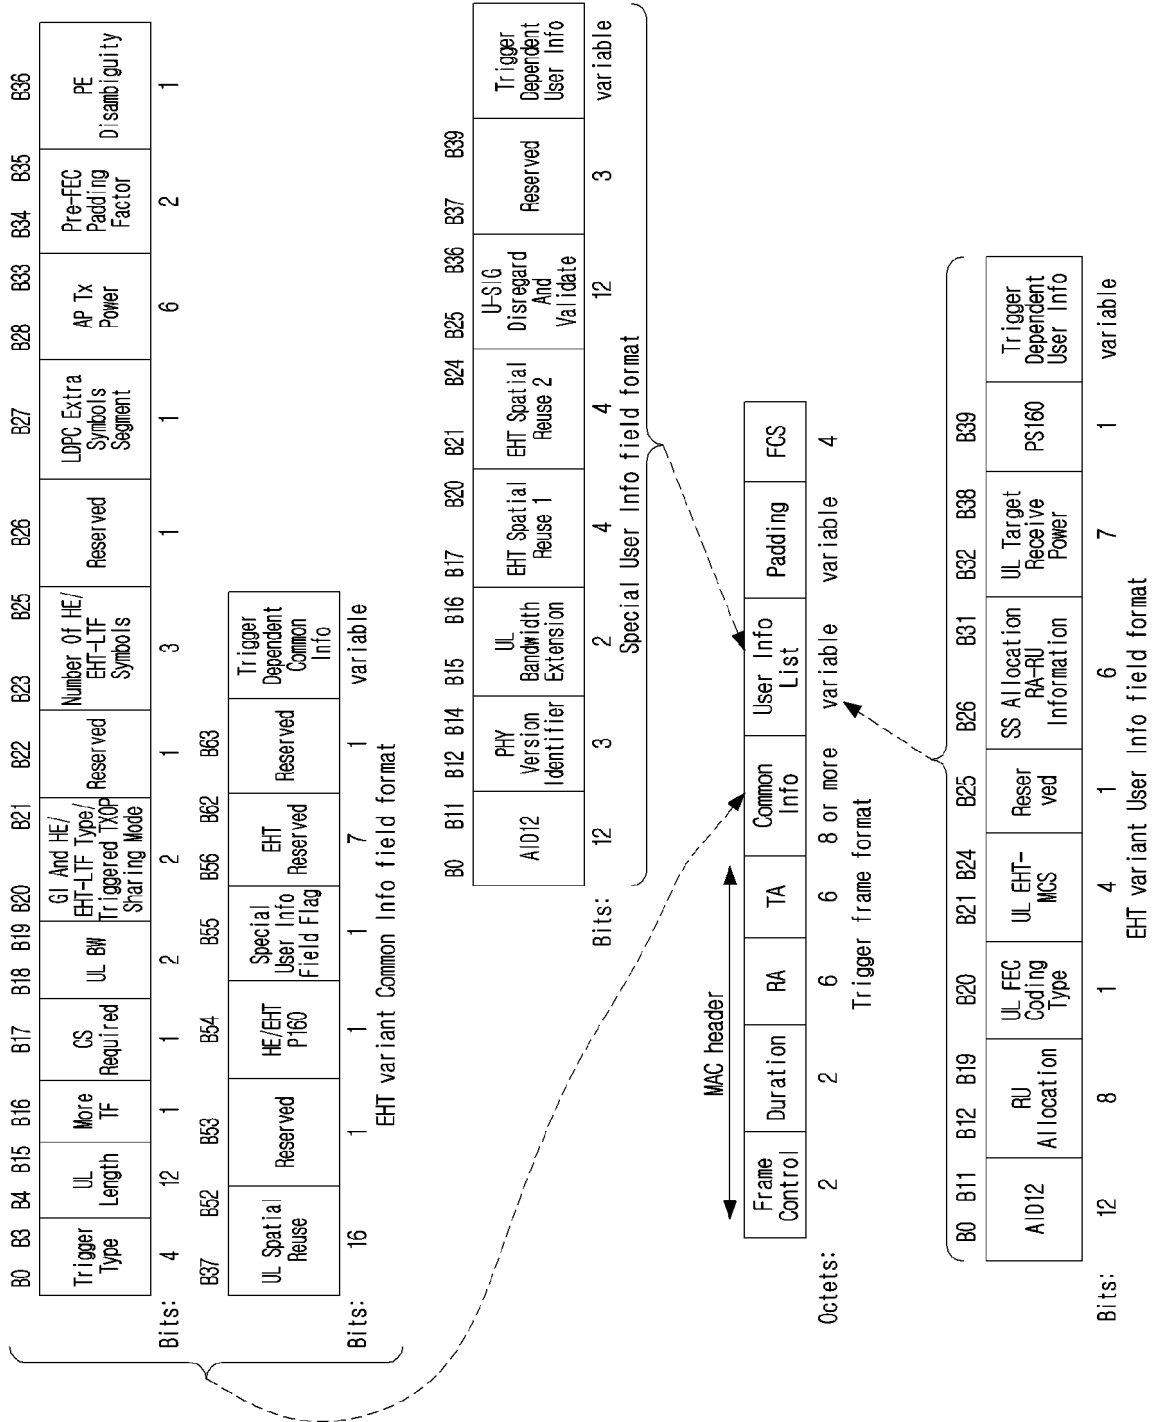 B0 B3 B4 B15 B16 B17 B18 B19 B20 B21 B22 B23 B25 B26 B27 B28 B33 B34 B35 B36
Trigger Type
UL Length
More TF
CS Required
UL BW
GI And HE/ EHT-LTF Type/ Triggered TXOP Sharing Mode
Reserved
Number Of HE/ EHT-LTF Symbols
Reserved
LDPC Extra Symbols Segment
AP Tx Power
Pre-FEC Padding Factor
PE Disambiguity
Bits: 4 12 1 1 2 2 1 3 1 1 6 2 1
B37 B52 B53 B54 B55 B56 B62 B63
UL Spatial Reuse
Reserved
HE/EHT P160
Special User Info Field Flag
EHT Reserved
Reserved
Trigger Dependent Common Info
Bits: 16 1 1 1 7 1 variable
EHT variant Common Info field format
B0 B11 B12 B14 B15 B16 B17 B20 B21 B24 B25 B36 B37 B39
AID12
PHY Version Identifier
UL Bandwidth Extension
EHT Spatial Reuse 1
EHT Spatial Reuse 2
U-SIG Disregard And Validate
Reserved
Trigger Dependent User Info
Bits: 12 3 2 4 4 12 3 variable
Special User Info field format
MAC header
Frame Control
Duration
RA
TA
Common Info
User Info List
Padding
FCS
Octets: 2 2 6 6 8 or more variable variable 4
Trigger frame format
B0 B11 B12 B19 B20 B21 B24 B25 B26 B31 B32 B38 B39
AID12
RU Allocation
UL FEC Coding Type
UL EHT-MCS
Reser ved
SS Allocation RA-RU Information
UL Target Receive Power
PS160
Trigger Dependent User Info
Bits: 12 8 1 4 1 6 7 1 variable
EHT variant User Info field format